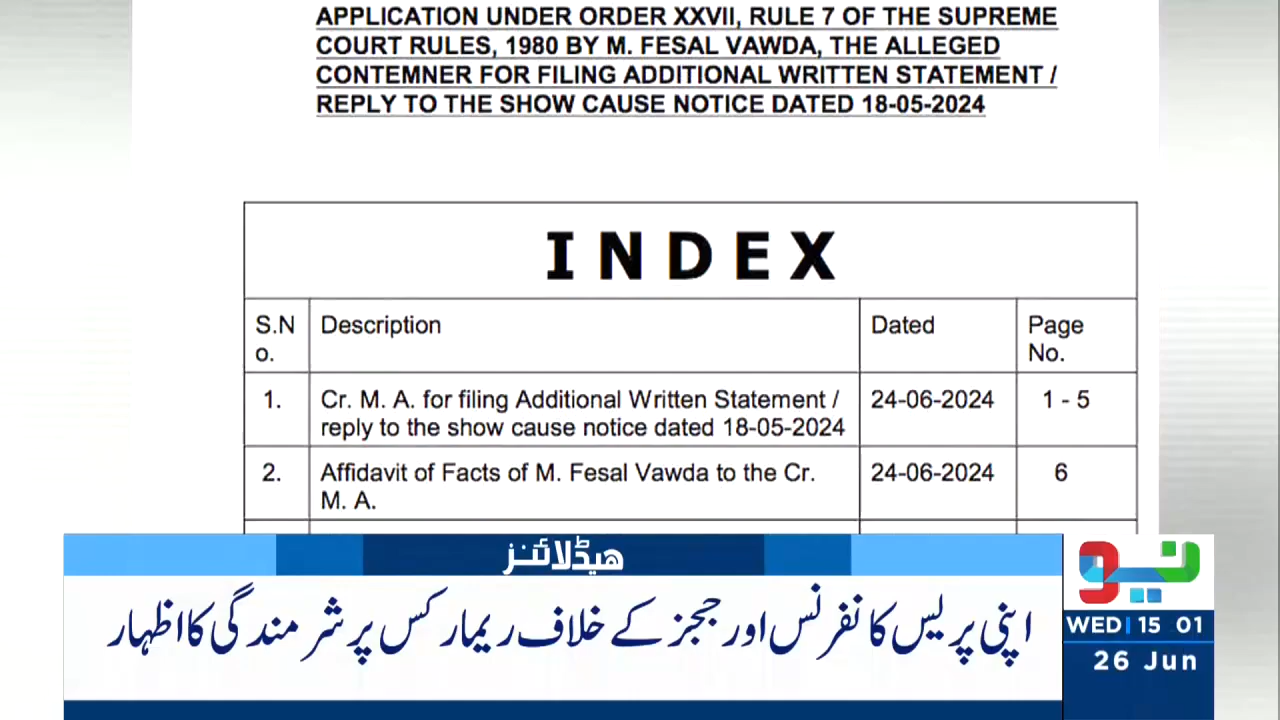 APPLICATION UNDER ORDER XXVII, RULE 7 OF THE SUPREME
COURT RULES, 1980 BY M. FESAL VAWDA, THE ALLEGED
CONTEMNER FOR FILING ADDITIONAL WRITTEN STATEMENT /
REPLY TO THE SHOW CAUSE NOTICE DATED 18-05-2024
INDEX
S.N
o.
Description
Dated
Page
No.
1.
Cr. M. A. for filing Additional Written Statement /
reply to the show cause notice dated 18-05-2024
24-06-2024
1 - 5
2.
Affidavit of Facts of M. Fesal Vawda to the Cr.
M. A.
24-06-2024
6
ہیڈلائنز
اپنی پریس کانفرنس اور ججز کے خلاف ریمارکس پر شرمندگی کا اظہار
نیو
WED 15 01
26 Jun